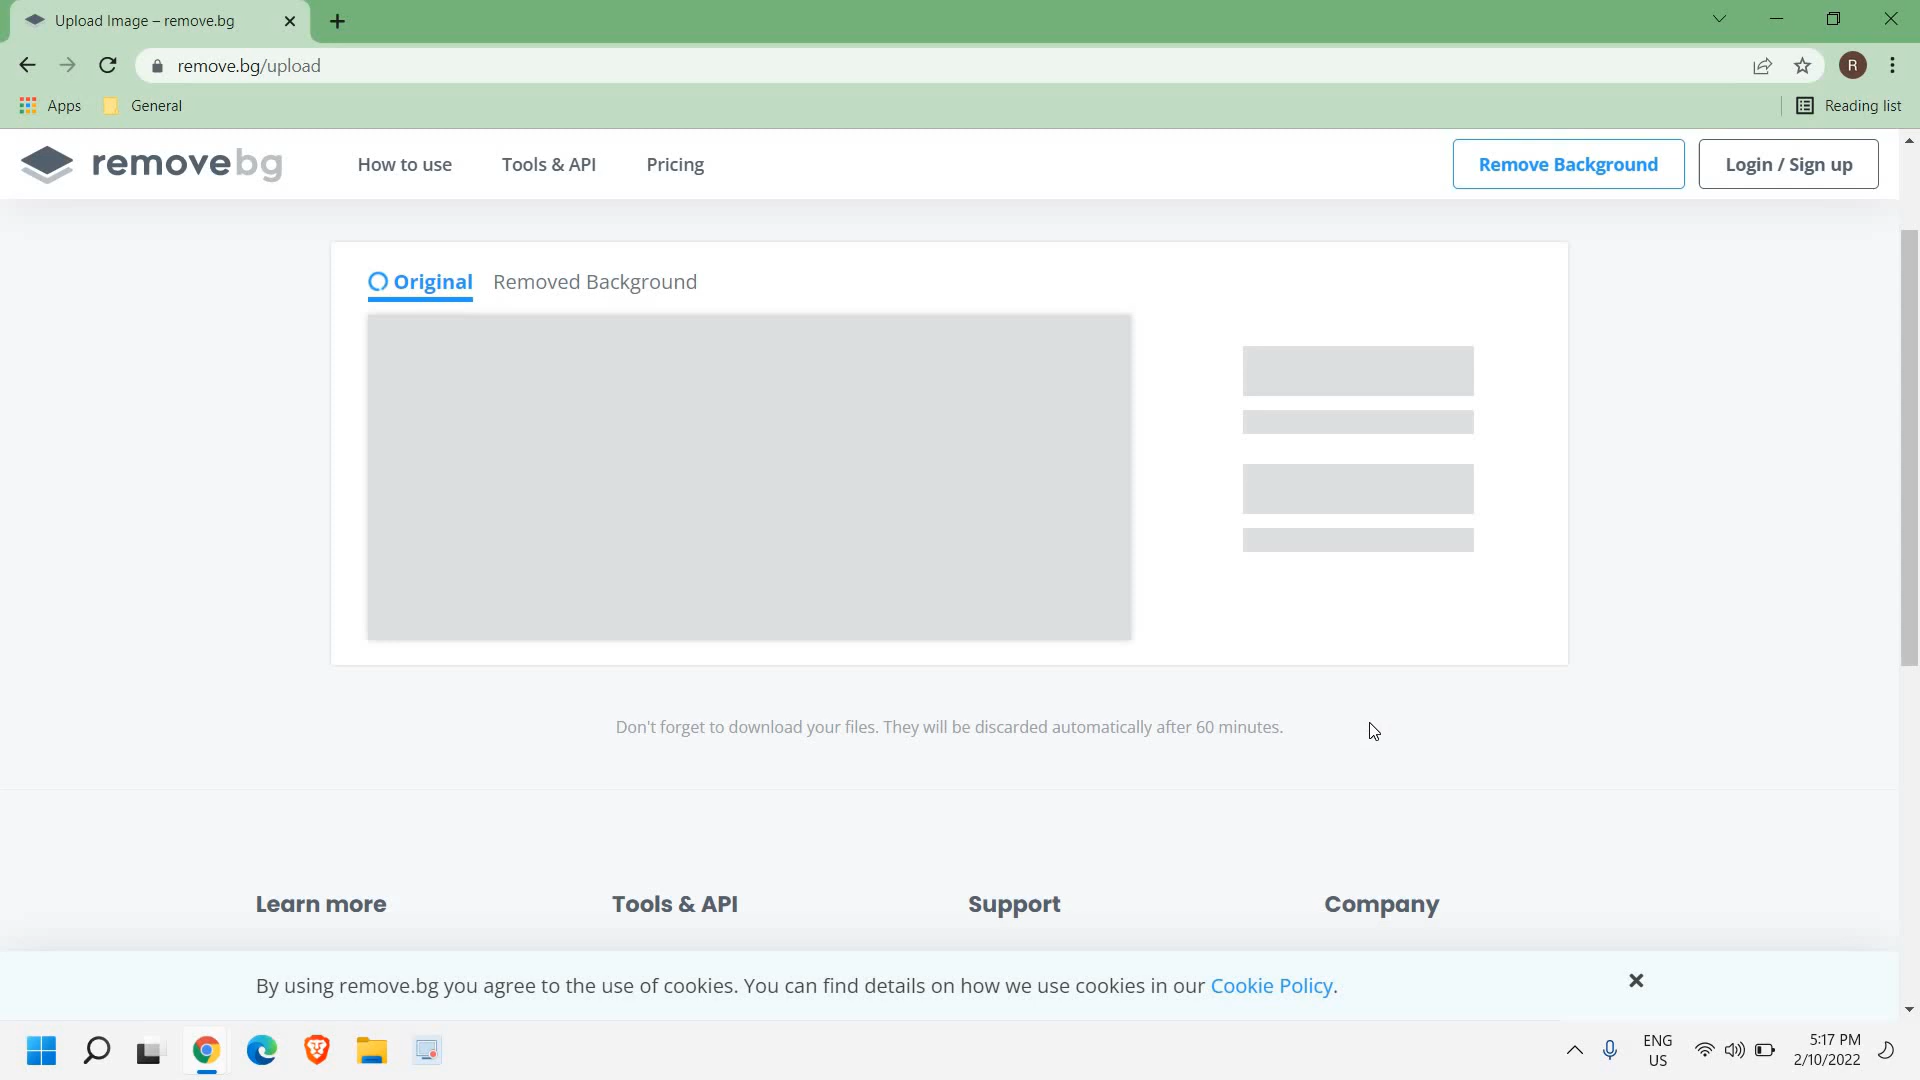 Upload Image – remove.bg
remove.bg/upload
R
Apps
General
Reading list
removebg
How to use
Tools & API
Pricing
Remove Background
Login / Sign up
Original
Removed Background
Don't forget to download your files. They will be discarded automatically after 60 minutes.
Learn more
Tools & API
Support
Company
By using remove.bg you agree to the use of cookies. You can find details on how we use cookies in our Cookie Policy.
ENG
US
5:17 PM
2/10/2022